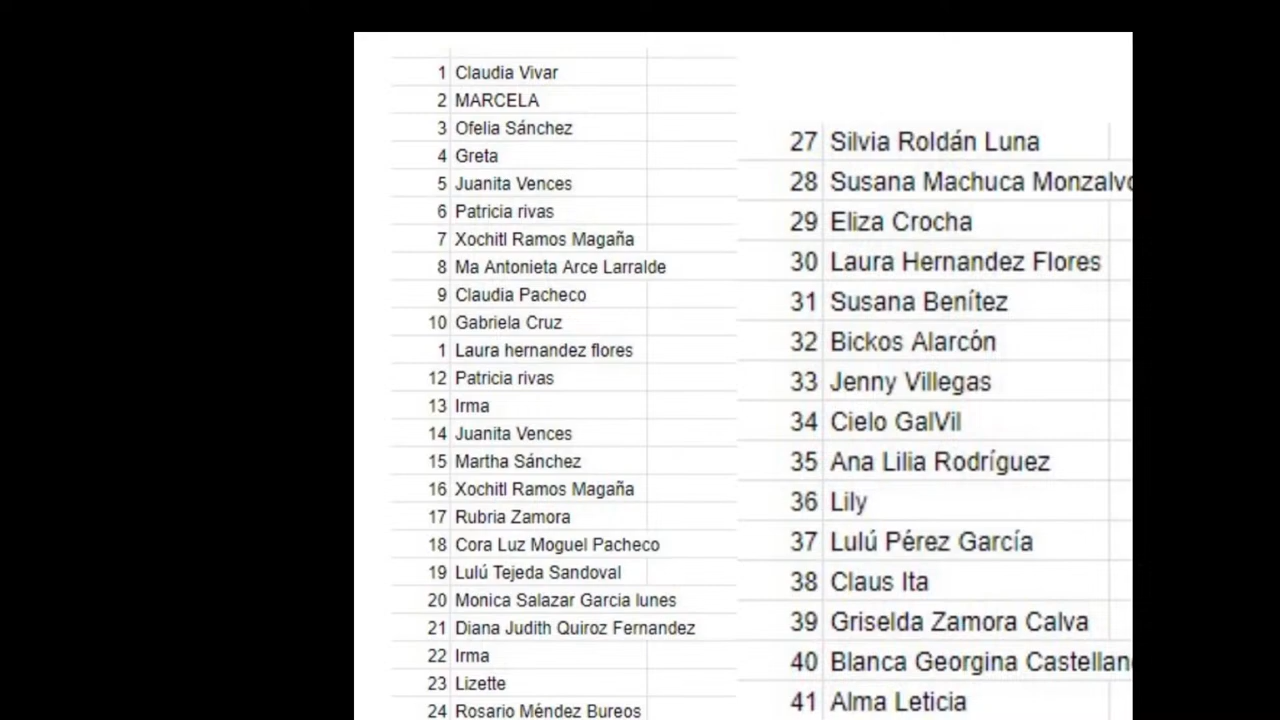 1 Claudia Vivar
2 MARCELA
3 Ofelia Sánchez
4 Greta
5 Juanita Vences
6 Patricia rivas
7 Xochitl Ramos Magaña
8 Ma Antonieta Arce Larralde
9 Claudia Pacheco
10 Gabriela Cruz
1 Laura hernandez flores
12 Patricia rivas
13 Irma
14 Juanita Vences
15 Martha Sánchez
16 Xochitl Ramos Magaña
17 Rubria Zamora
18 Cora Luz Moguel Pacheco
19 Lulú Tejeda Sandoval
20 Monica Salazar Garcia lunes
21 Diana Judith Quiroz Fernandez
22 Irma
23 Lizette
24 Rosario Méndez Bureos
27 Silvia Roldán Luna
28 Susana Machuca Monzalvo
29 Eliza Crocha
30 Laura Hernandez Flores
31 Susana Benítez
32 Bickos Alarcón
33 Jenny Villegas
34 Cielo GalVil
35 Ana Lilia Rodríguez
36 Lily
37 Lulú Pérez García
38 Claus Ita
39 Griselda Zamora Calva
40 Blanca Georgina Castellan
41 Alma Leticia